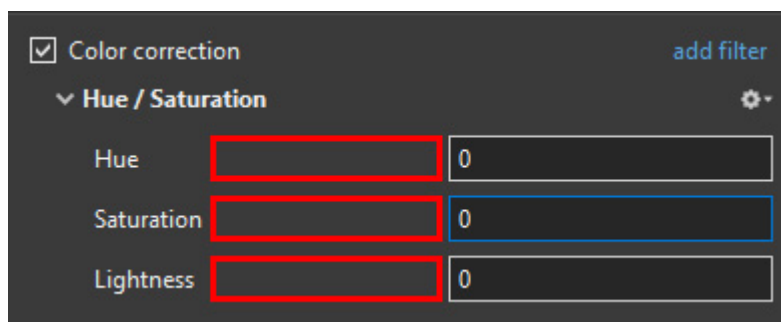 Color correction add filter
Hue / Saturation
Hue 0
Saturation 0
Lightness 0